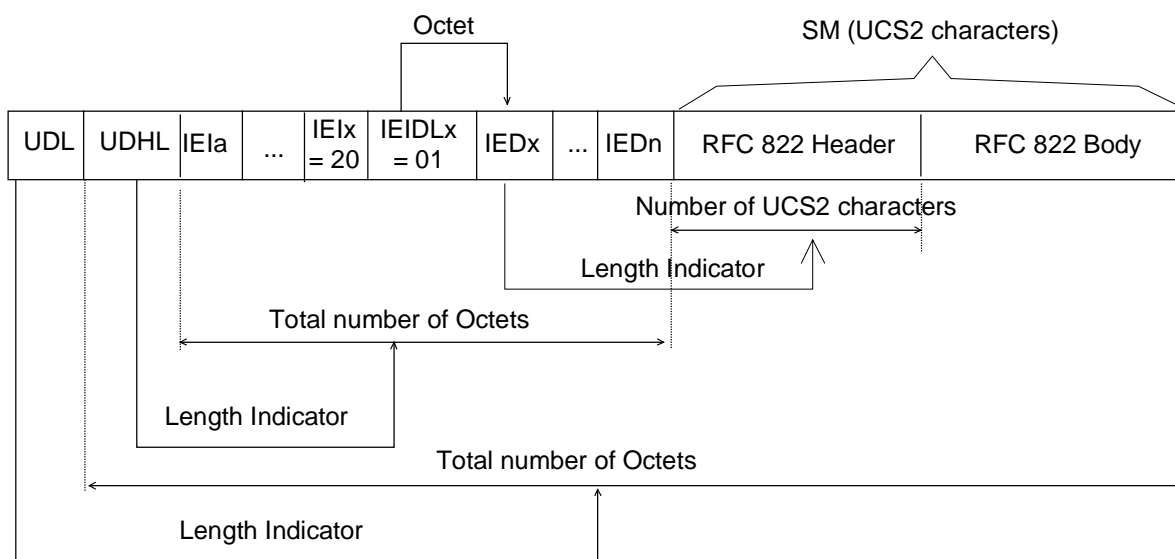 Octet
SM (UCS2 characters)
UDL
UDHL
IEIa
...
IEIx
= 20
IEIDLx
= 01
IEDx
...
IEDn
RFC 822 Header
RFC 822 Body
Number of UCS2 characters
Length Indicator
Total number of Octets
Length Indicator
Total number of Octets
Length Indicator